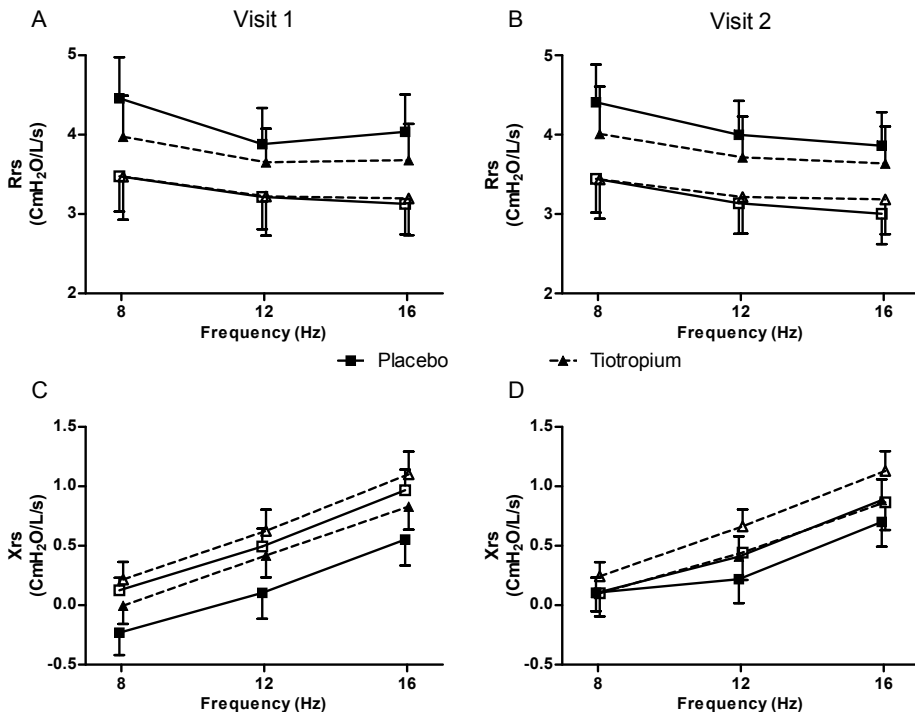 A
Visit 1
B
Visit 2
5
4
3
2
Rrs
(CmH₂O/L/s)
8
12
16
Frequency (Hz)
5
4
3
2
Rrs
(CmH₂O/L/s)
8
12
16
Frequency (Hz)
Placebo
Tiotropium
C
D
1.5
1.0
0.5
0.0
-0.5
Xrs
(CmH₂O/L/s)
8
12
16
Frequency (Hz)
1.5
1.0
0.5
0.0
-0.5
Xrs
(CmH₂O/L/s)
8
12
16
Frequency (Hz)